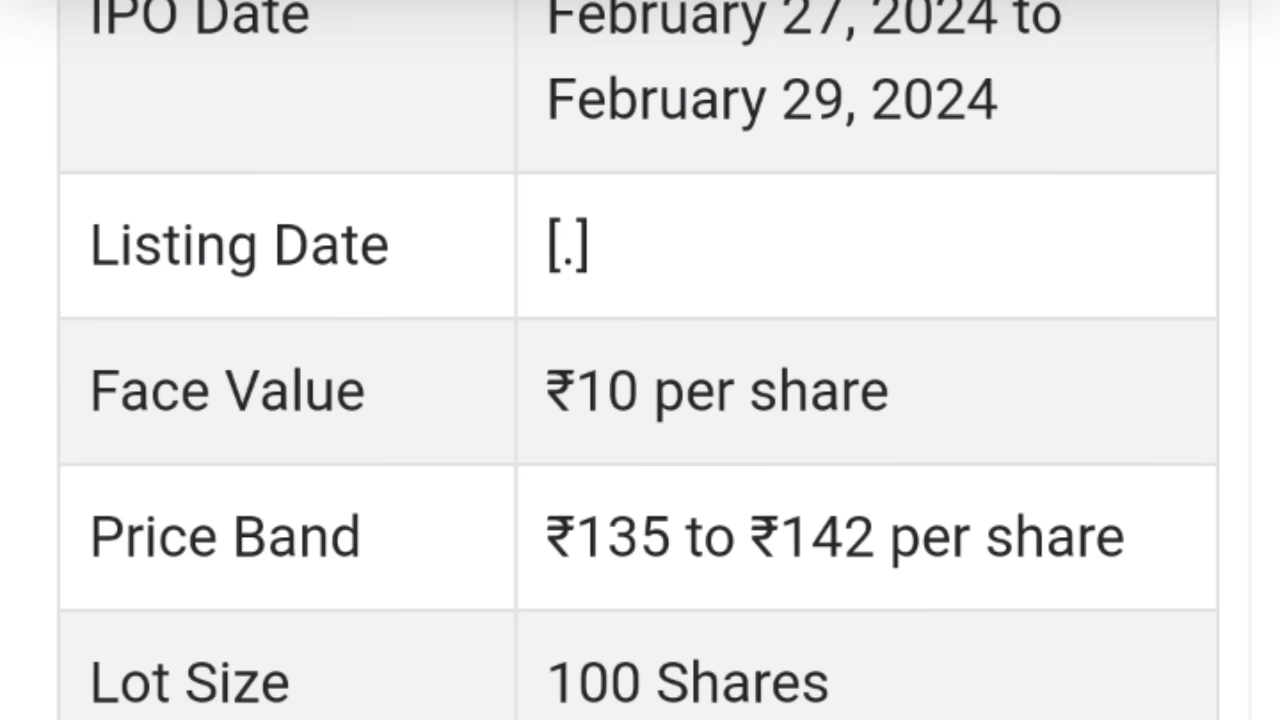 IPO Date
February 27, 2024 to
February 29, 2024
Listing Date
[.]
Face Value
₹10 per share
Price Band
₹135 to ₹142 per share
Lot Size
100 Shares